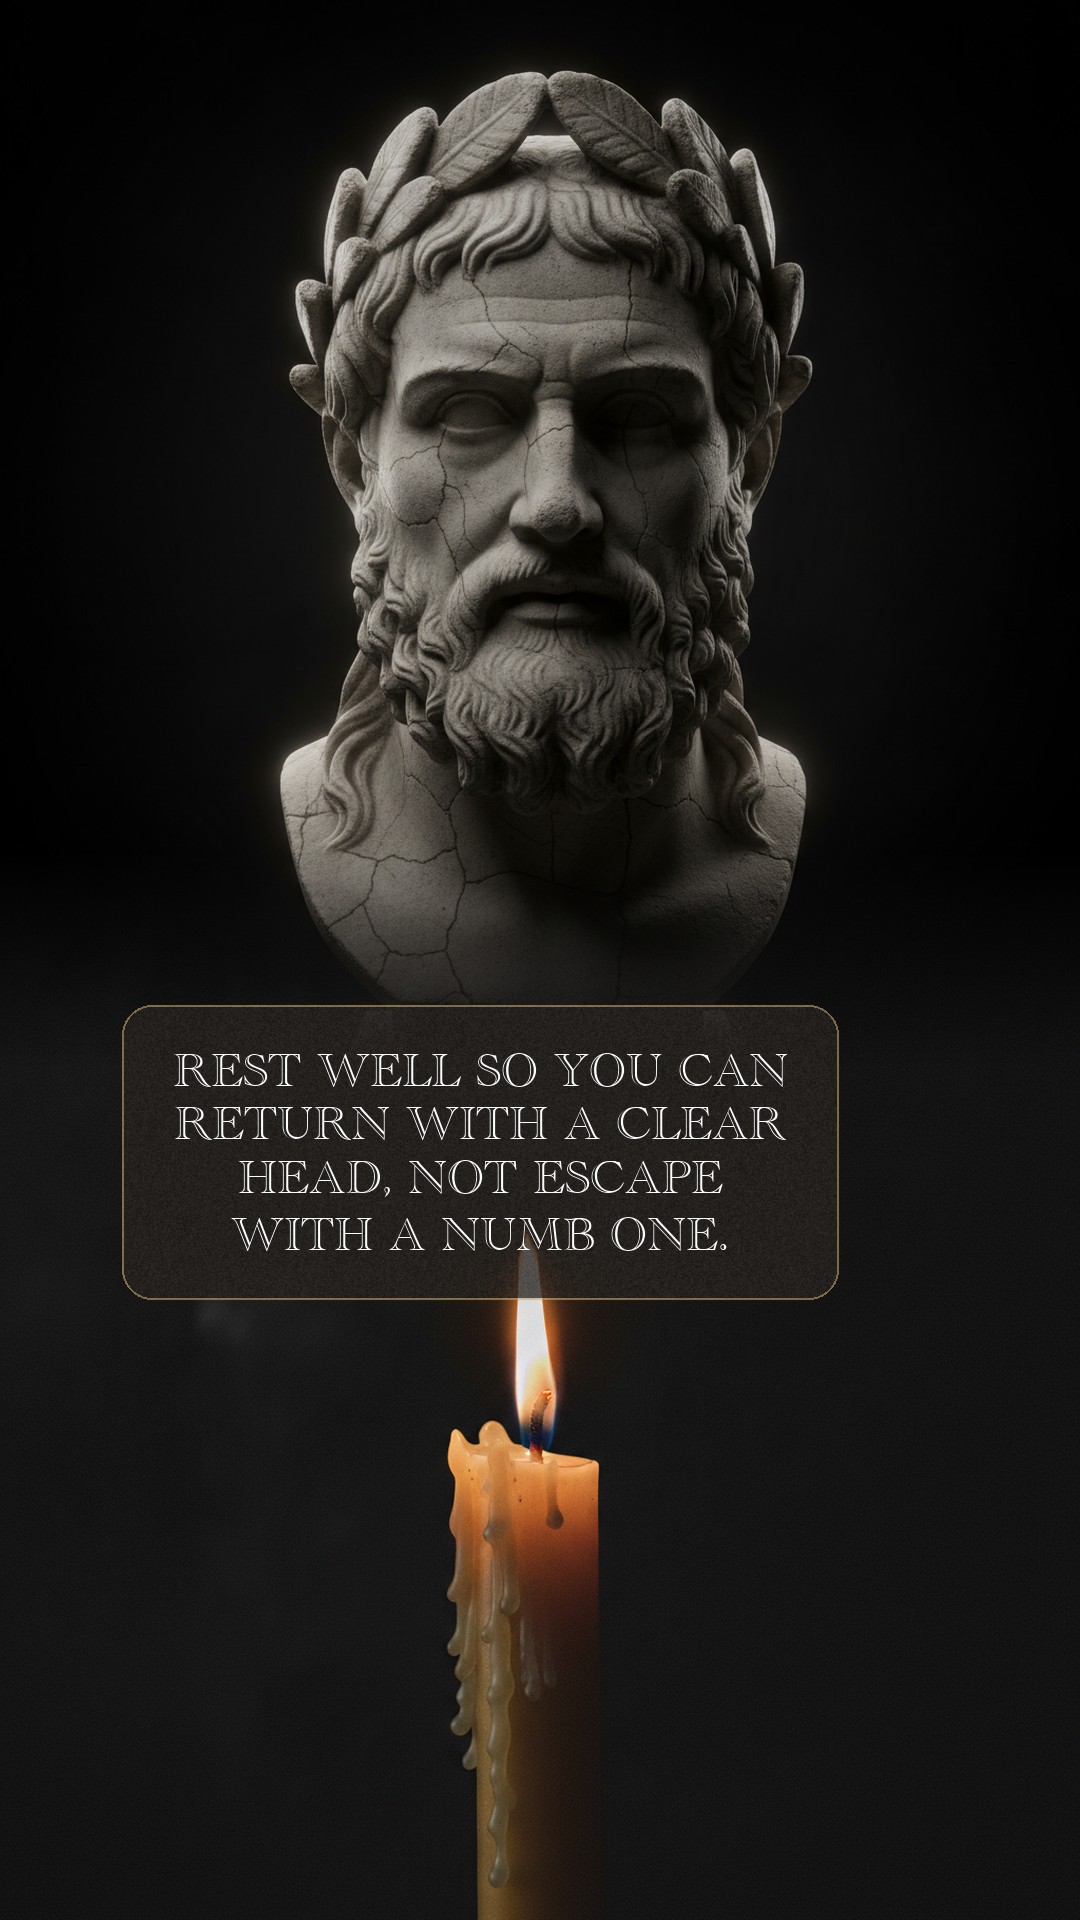 REST WELL SO YOU CAN
RETURN WITH A CLEAR
HEAD, NOT ESCAPE
WITH A NUMB ONE.